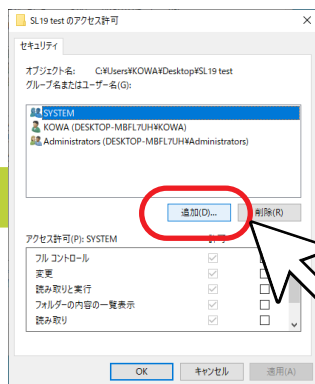 SL19 test のアクセス許可
セキュリティ
オブジェクト名: C:¥Users¥KOWA¥Desktop¥SL19 test
グループ名またはユーザー名(G):
SYSTEM
KOWA (DESKTOP-MBFL7UH¥KOWA)
Administrators (DESKTOP-MBFL7UH¥Administrators)
追加(D)... 削除(R)
アクセス許可(P): SYSTEM
フル コントロール
変更
読み取りと実行
フォルダーの内容の一覧表示
読み取り
OK キャンセル 適用(A)